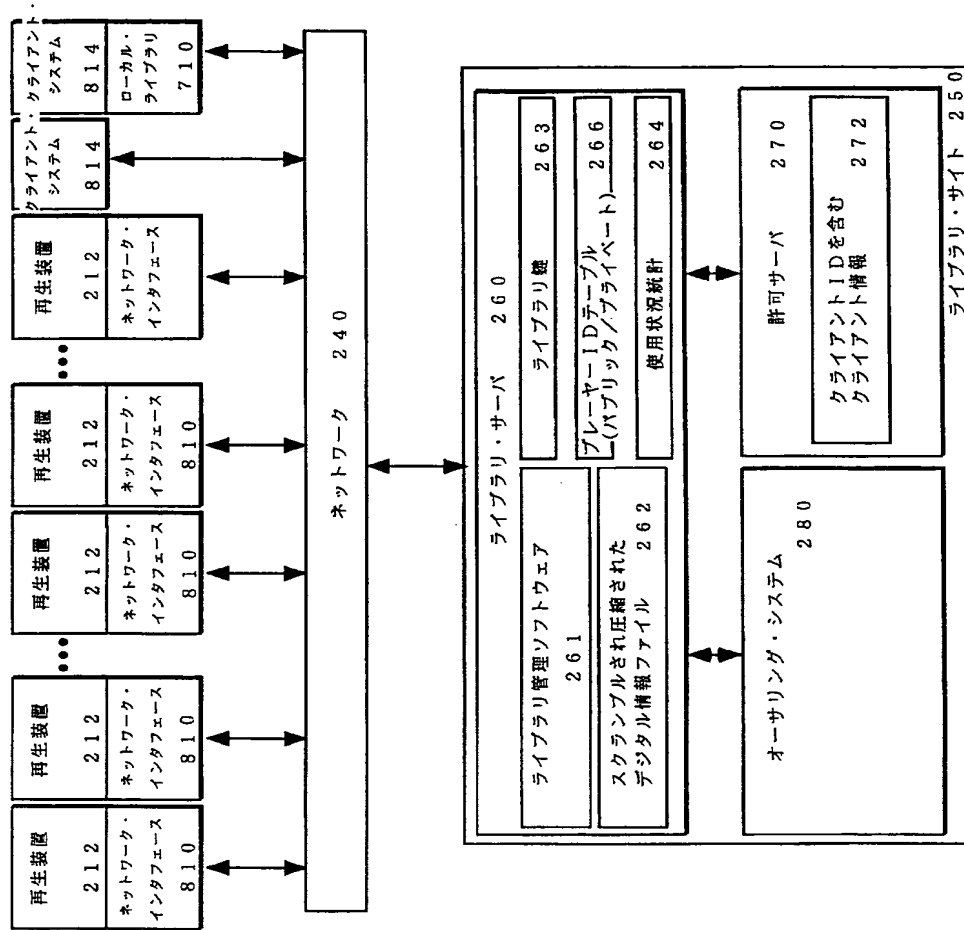 再生装置
212
ネットワーク・
インタフェース
810
再生装置
212
ネットワーク・
インタフェース
810
再生装置
212
ネットワーク・
インタフェース
810
再生装置
212
ネットワーク・
インタフェース
810
再生装置
212
ネットワーク・
インタフェース
クライアント・
システム
814
クライアント・
システム
814
ローカル・
ライブラリ
710
ネットワーク 240
ライブラリ・サーバ 260
ライブラリ管理ソフトウェア
261
スクランブルされ圧縮された
デジタル情報ファイル 262
ライブラリ鍵 263
プレーヤーIDテーブル
(パブリック/プライベート) 266
使用状況統計 264
オーサリング・システム
280
許可サーバ 270
クライアントIDを含む
クライアント情報 272
ライブラリ・サイト 250